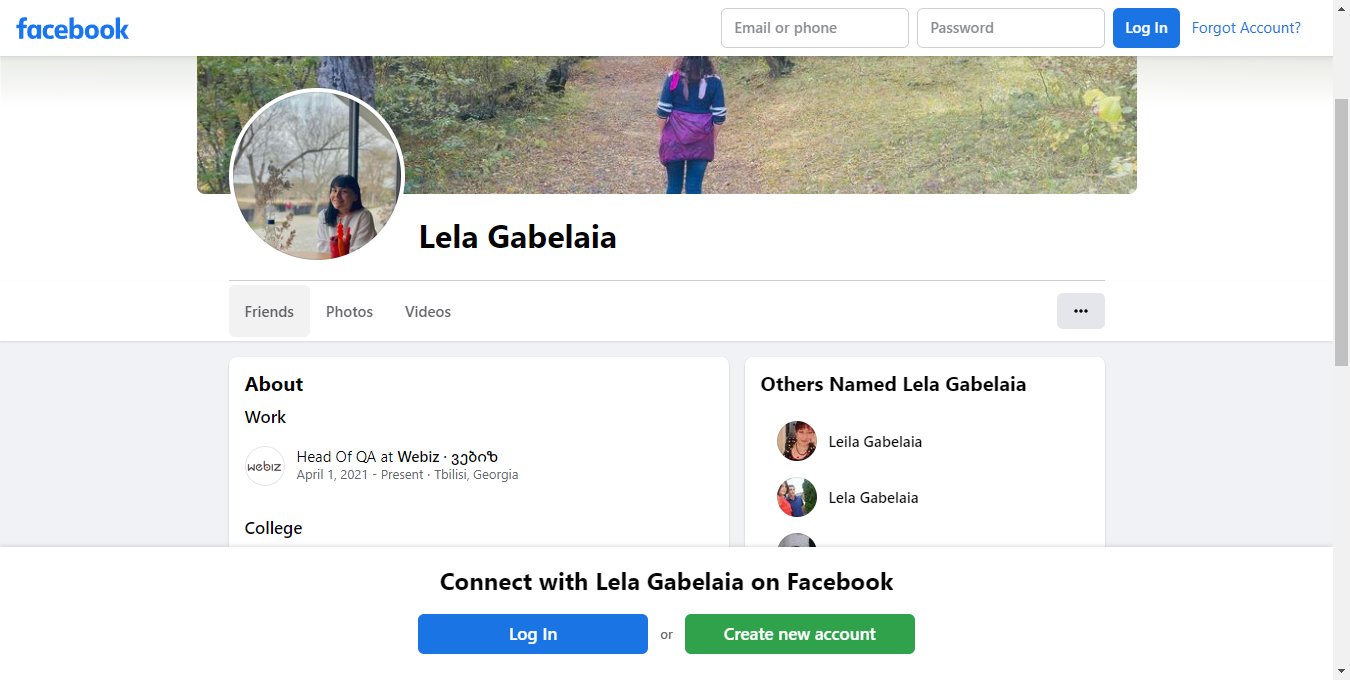 facebook
Email or phone
Password
Log In
Forgot Account?
Lela Gabelaia
Friends
Photos
Videos
About
Work
webiz
Head Of QA at Webiz · ვებიზ
April 1, 2021 - Present · Tbilisi, Georgia
College
Others Named Lela Gabelaia
Leila Gabelaia
Lela Gabelaia
Connect with Lela Gabelaia on Facebook
Log In
or
Create new account